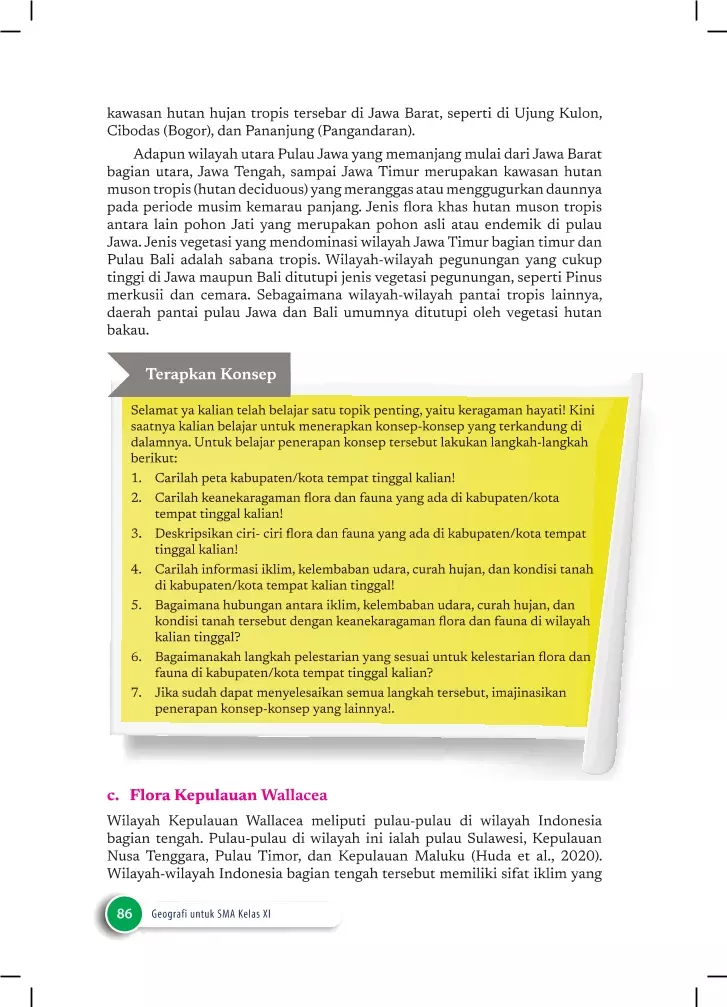 kawasan hutan hujan tropis tersebar di Jawa Barat, seperti di Ujung Kulon,
Cibodas (Bogor), dan Pananjung (Pangandaran).
Adapun wilayah utara Pulau Jawa yang memanjang mulai dari Jawa Barat
bagian utara, Jawa Tengah, sampai Jawa Timur merupakan kawasan hutan
muson tropis (hutan deciduous) yang meranggas atau menggugurkan daunnya
pada periode musim kemarau panjang. Jenis flora khas hutan muson tropis
antara lain pohon Jati yang merupakan pohon asli atau endemik di pulau
Jawa. Jenis vegetasi yang mendominasi wilayah Jawa Timur bagian timur dan
Pulau Bali adalah sabana tropis. Wilayah-wilayah pegunungan yang cukup
tinggi di Jawa maupun Bali ditutupi jenis vegetasi pegunungan, seperti Pinus
merkusii dan cemara. Sebagaimana wilayah-wilayah pantai tropis lainnya,
daerah pantai pulau Jawa dan Bali umumnya ditutupi oleh vegetasi hutan
bakau.
Terapkan Konsep
Selamat ya kalian telah belajar satu topik penting, yaitu keragaman hayati! Kini
saatnya kalian belajar untuk menerapkan konsep-konsep yang terkandung di
dalamnya. Untuk belajar penerapan konsep tersebut lakukan langkah-langkah
berikut:
1. Carilah peta kabupaten/kota tempat tinggal kalian!
2. Carilah keanekaragaman flora dan fauna yang ada di kabupaten/kota
tempat tinggal kalian!
3. Deskripsikan ciri- ciri flora dan fauna yang ada di kabupaten/kota tempat
tinggal kalian!
4. Carilah informasi iklim, kelembaban udara, curah hujan, dan kondisi tanah
di kabupaten/kota tempat kalian tinggal!
5. Bagaimana hubungan antara iklim, kelembaban udara, curah hujan, dan
kondisi tanah tersebut dengan keanekaragaman flora dan fauna di wilayah
kalian tinggal?
6. Bagaimanakah langkah pelestarian yang sesuai untuk kelestarian flora dan
fauna di kabupaten/kota tempat tinggal kalian?
7. Jika sudah dapat menyelesaikan semua langkah tersebut, imajinasikan
penerapan konsep-konsep yang lainnya!.
c. Flora Kepulauan Wallacea
Wilayah Kepulauan Wallacea meliputi pulau-pulau di wilayah Indonesia
bagian tengah. Pulau-pulau di wilayah ini ialah pulau Sulawesi, Kepulauan
Nusa Tenggara, Pulau Timor, dan Kepulauan Maluku (Huda et al., 2020).
Wilayah-wilayah Indonesia bagian tengah tersebut memiliki sifat iklim yang
86 Geografi untuk SMA Kelas XI